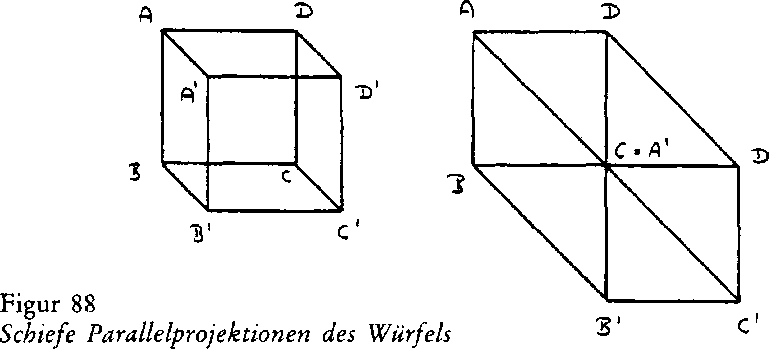 A D A D
D' D'
C = A'
B C B D
B' C'
B' C'
Figur 88
Schiefe Parallelprojektionen des Würfels